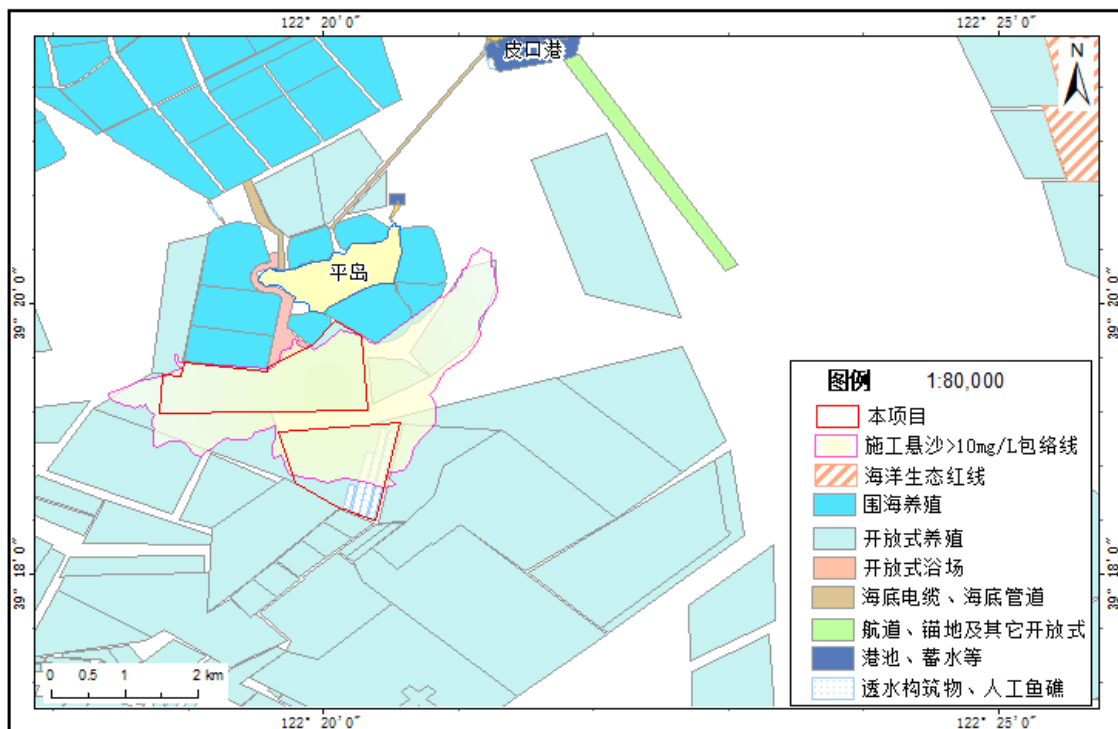 122° 20′0″
122° 25′0″
皮口港
N
平岛
39° 20′0″
39° 20′0″
图例 1:80,000
本项目
施工悬沙>10mg/L包络线
海洋生态红线
围海养殖
开放式养殖
开放式浴场
海底电缆、海底管道
航道、锚地及其它开放式
港池、蓄水等
透水构筑物、人工鱼礁
39° 18′0″
39° 18′0″
0 0.5 1 2 km
122° 20′0″
122° 25′0″